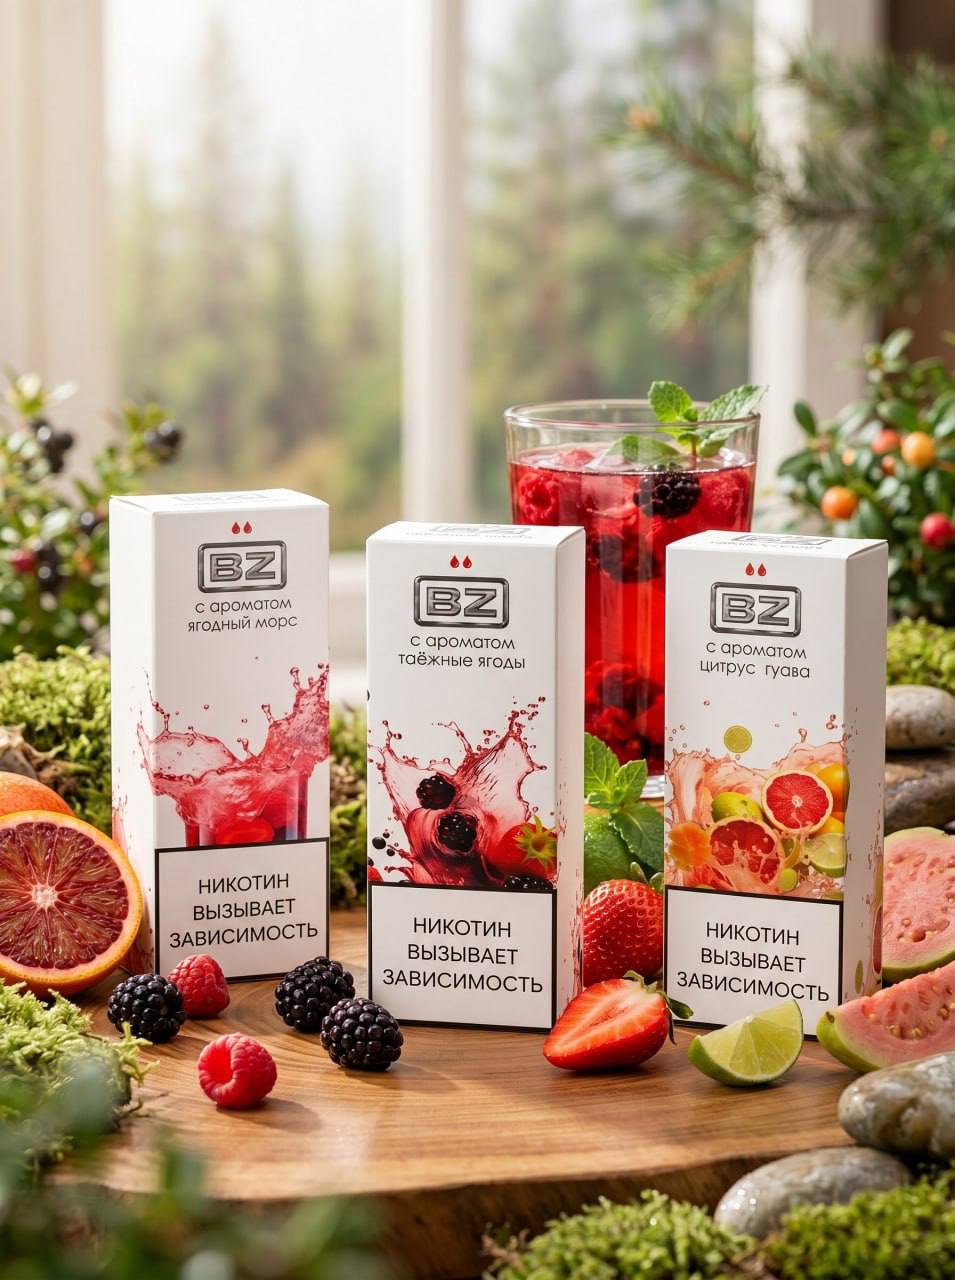 BZ
с ароматом
ягодный морс
НИКОТИН
ВЫЗЫВАЕТ
ЗАВИСИМОСТЬ
BZ
с ароматом
таёжные ягоды
НИКОТИН
ВЫЗЫВАЕТ
ЗАВИСИМОСТЬ
BZ
с ароматом
цитрус гуава
НИКОТИН
ВЫЗЫВАЕТ
ЗАВИСИМОСТЬ